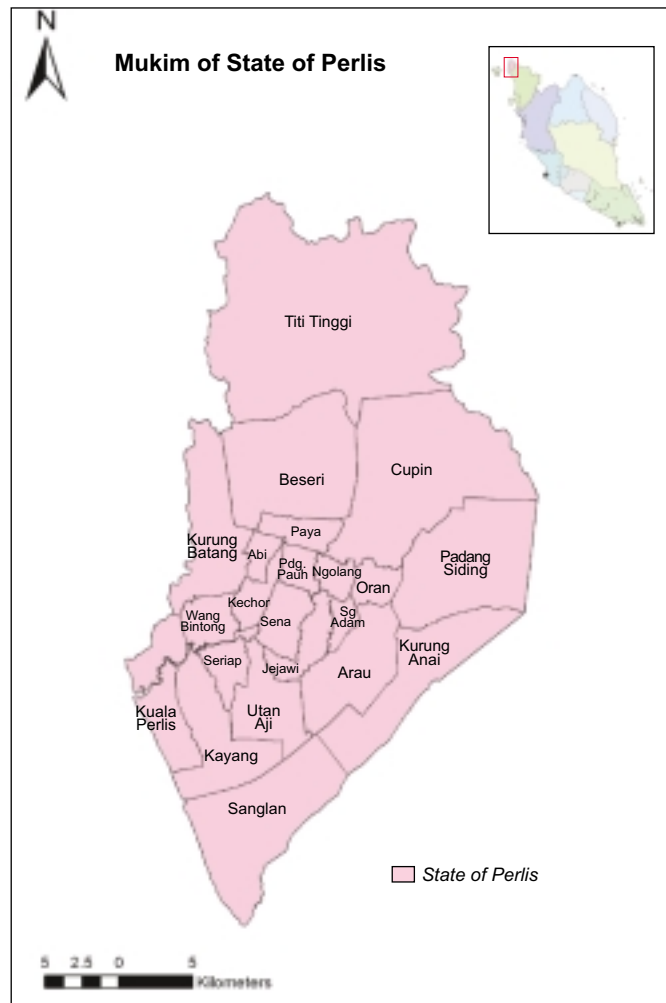 N
Mukim of State of Perlis
Titi Tinggi
Beseri
Cupin
Paya
Kurung
Batang
Abi
Pdg.
Pauh
Ngolang
Oran
Padang
Siding
Kechor
Wang
Bintong
Sena
Sg
Adam
Kurung
Anai
Seriap
Jejawi
Arau
Kuala
Perlis
Utan
Aji
Kayang
Sanglan
State of Perlis
5 2.5 0 5
Kilometers